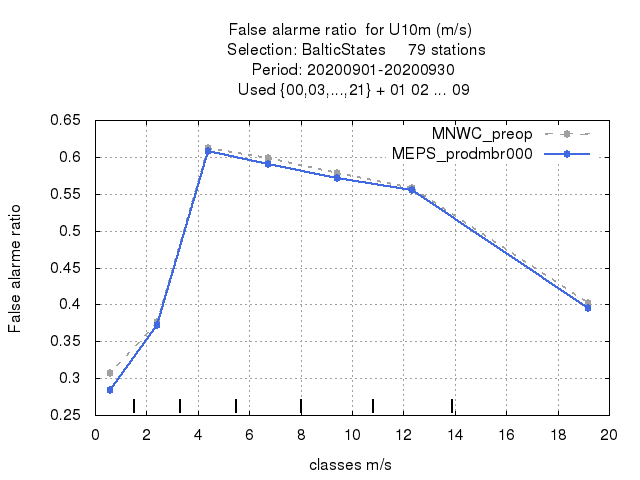 False alarme ratio for U10m (m/s)
Selection: BalticStates 79 stations
Period: 20200901-20200930
Used {00,03,...,21} + 01 02 ... 09
MNWC_preop
MEPS_prodmbr000
False alarme ratio
0.65
0.6
0.55
0.5
0.45
0.4
0.35
0.3
0.25
0 2 4 6 8 10 12 14 16 18 20
classes m/s